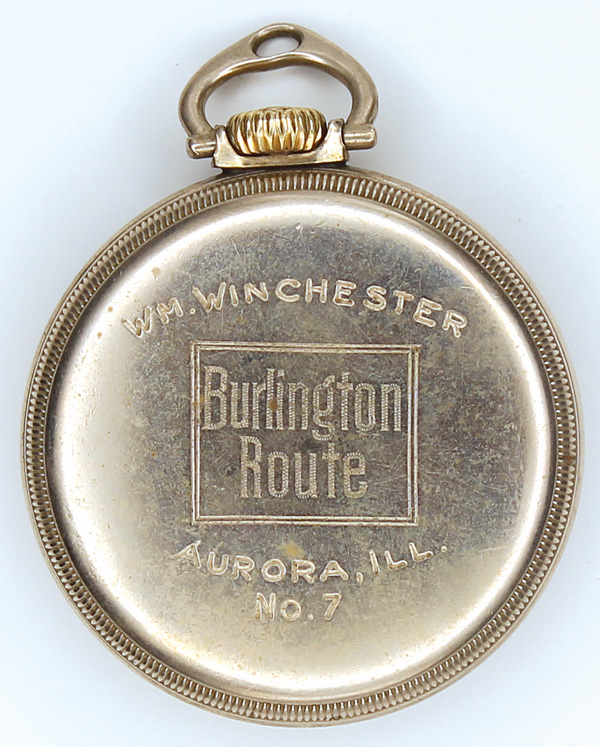 WM. WINCHESTER
Burlington
Route
AURORA, ILL.
No. 7